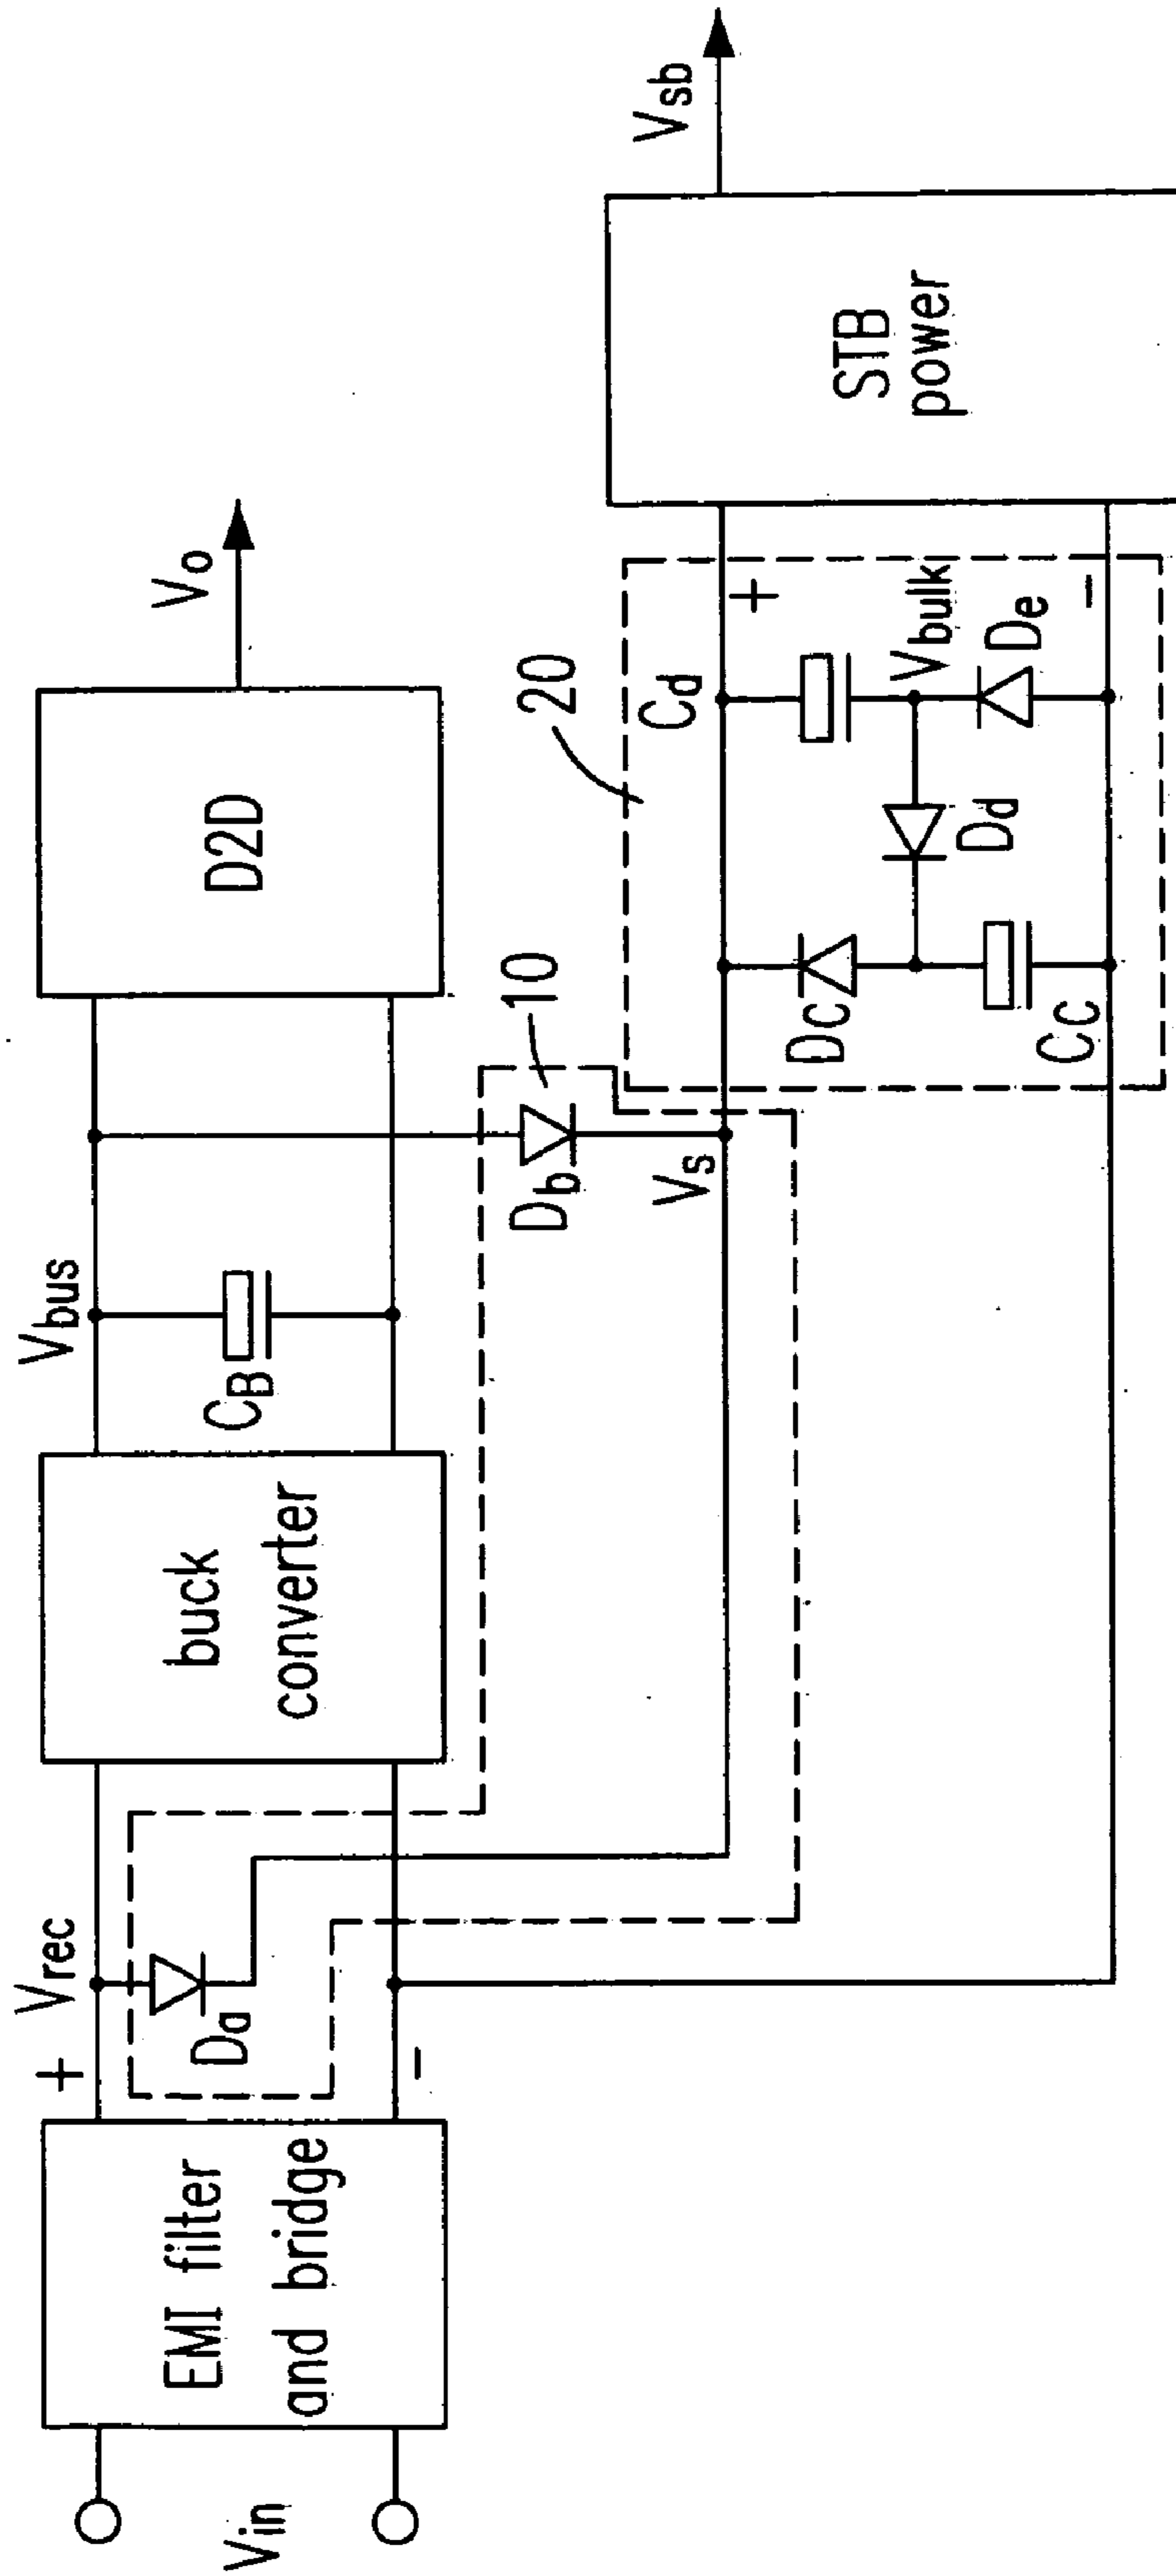 Vin
EMI filter
and bridge
+
Vrec
-
Da
buck
converter
Vbus
CB
D2D
Vo
Db
10
Vs
20
DC
CC
Dd
Cd
+
Vbulk
De
-
STB
power
Vsb